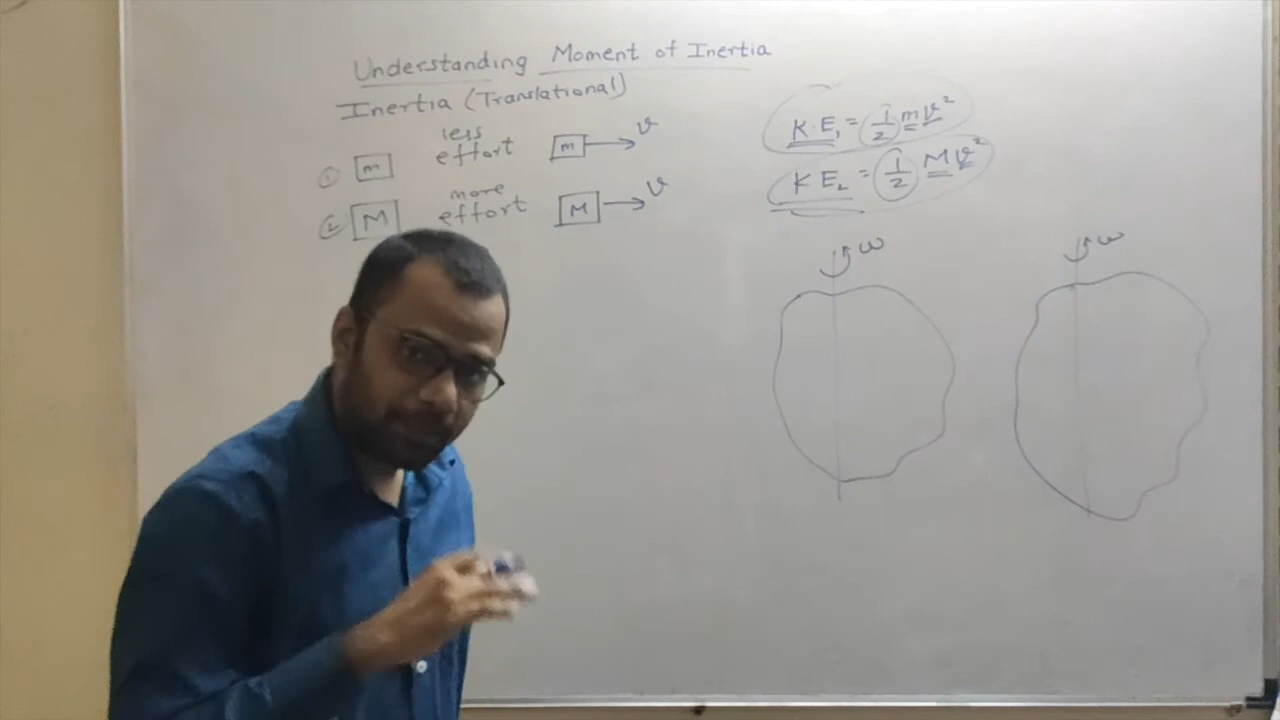 Understanding Moment of Inertia
Inertia (Translational)
① m less effort m v
② M more effort M v
K.E₁ = 1/2 mv²
KE₂ = 1/2 Mv²
ω
ω